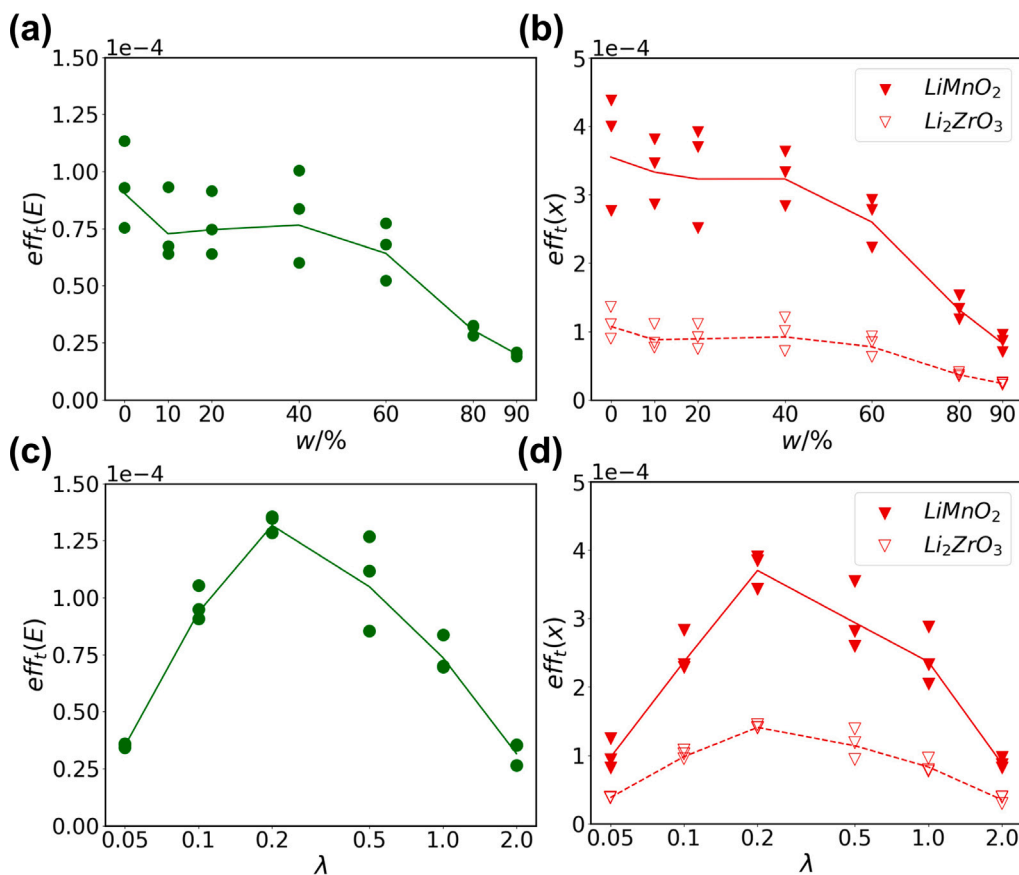 (a)
1e−4
1.50
1.25
1.00
0.75
0.50
0.25
0.00
eff_t(E)
0 10 20 40 60 80 90
w/%
(b)
1e−4
5
4
3
2
1
0
eff_t(x)
LiMnO₂
Li₂ZrO₃
0 10 20 40 60 80 90
w/%
(c)
1e−4
1.50
1.25
1.00
0.75
0.50
0.25
0.00
eff_t(E)
0.05 0.1 0.2 0.5 1.0 2.0
λ
(d)
1e−4
5
4
3
2
1
0
eff_t(x)
LiMnO₂
Li₂ZrO₃
0.05 0.1 0.2 0.5 1.0 2.0
λ